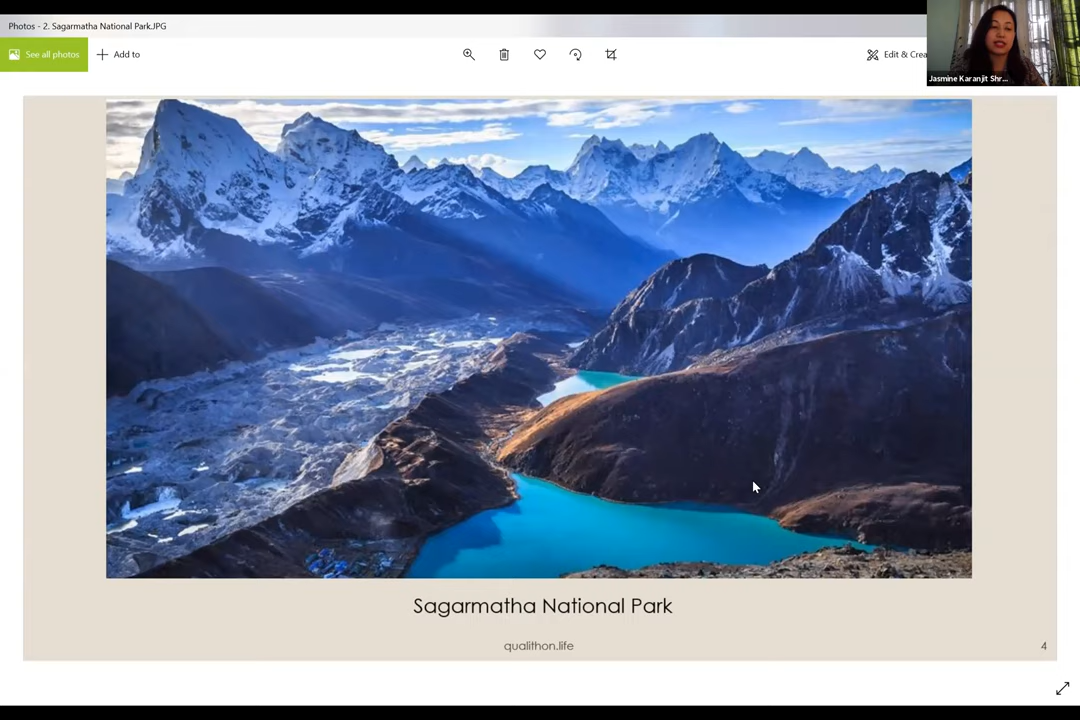 Photos - 2. Sagarmatha National Park.JPG
See all photos
Add to
Edit & Crea
Jasmine Karanjit Shr...
Sagarmatha National Park
qualithon.life
4